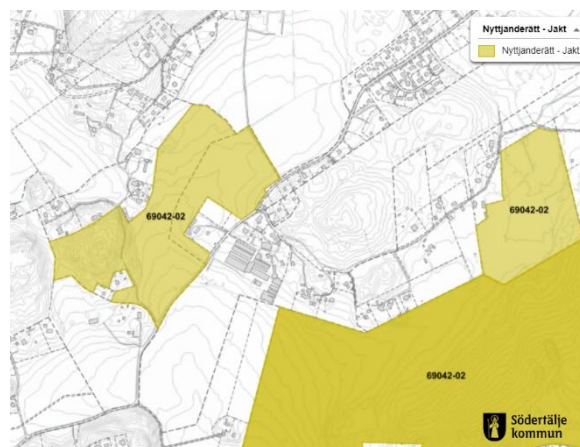 Nyttjanderätt - Jakt
Nyttjanderätt - Jakt
69042-02
69042-02
69042-02
Södertälje
kommun